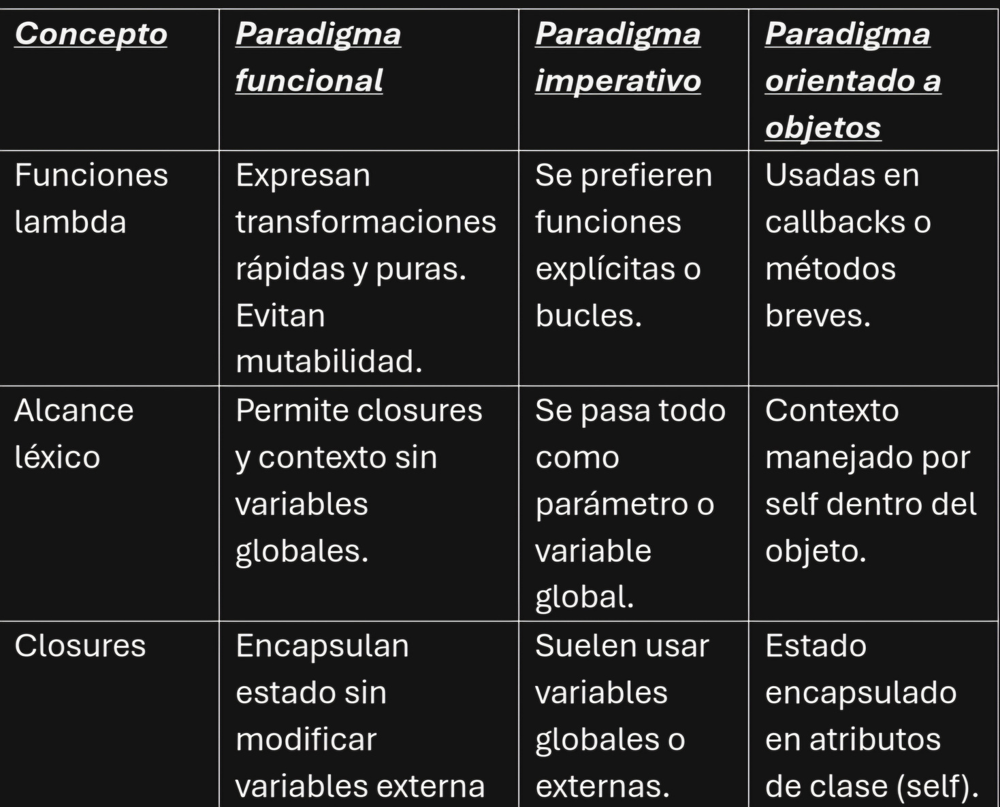 Concepto
Paradigma
funcional
Paradigma
imperativo
Paradigma
orientado a
objetos
Funciones
lambda
Expresan
transformaciones
rápidas y puras.
Evitan
mutabilidad.
Se prefieren
funciones
explícitas o
bucles.
Usadas en
callbacks o
métodos
breves.
Alcance
léxico
Permite closures
y contexto sin
variables
globales.
Se pasa todo
como
parámetro o
variable
global.
Contexto
manejado por
self dentro del
objeto.
Closures
Encapsulan
estado sin
modificar
variables externa
Suelen usar
variables
globales o
externas.
Estado
encapsulado
en atributos
de clase (self).